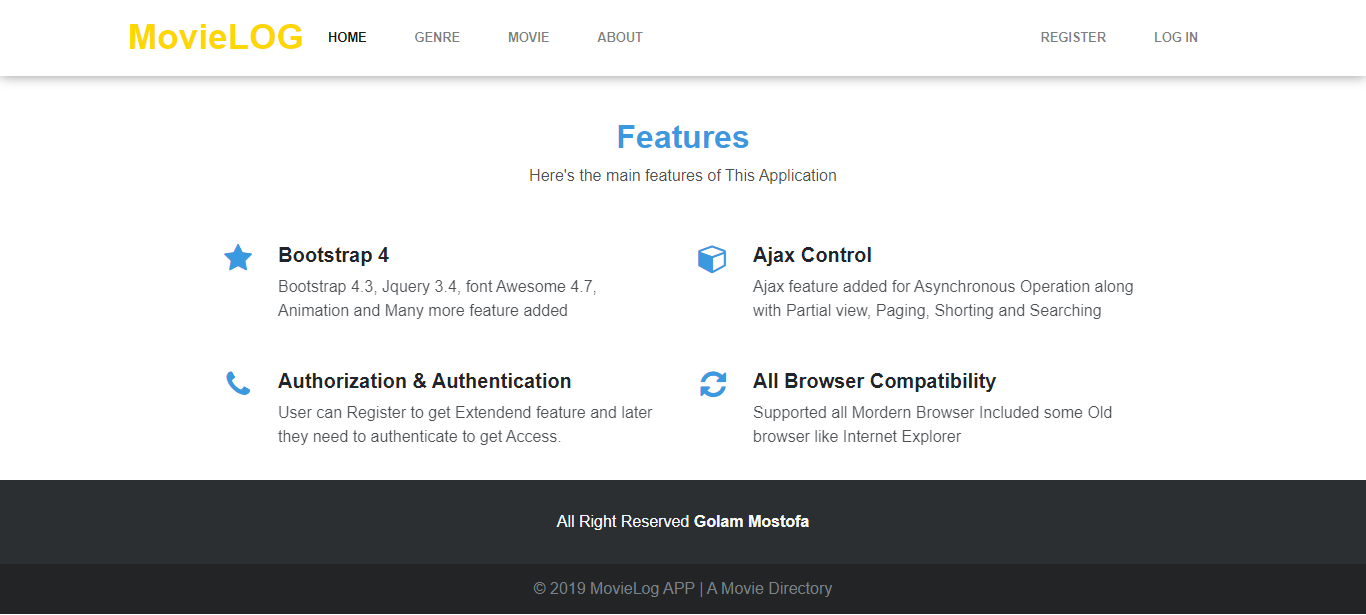 MovieLOG HOME GENRE MOVIE ABOUT REGISTER LOG IN
Features
Here's the main features of This Application
Bootstrap 4
Bootstrap 4.3, Jquery 3.4, font Awesome 4.7,
Animation and Many more feature added
Ajax Control
Ajax feature added for Asynchronous Operation along
with Partial view, Paging, Shorting and Searching
Authorization & Authentication
User can Register to get Extendend feature and later
they need to authenticate to get Access.
All Browser Compatibility
Supported all Mordern Browser Included some Old
browser like Internet Explorer
All Right Reserved Golam Mostofa
© 2019 MovieLog APP | A Movie Directory